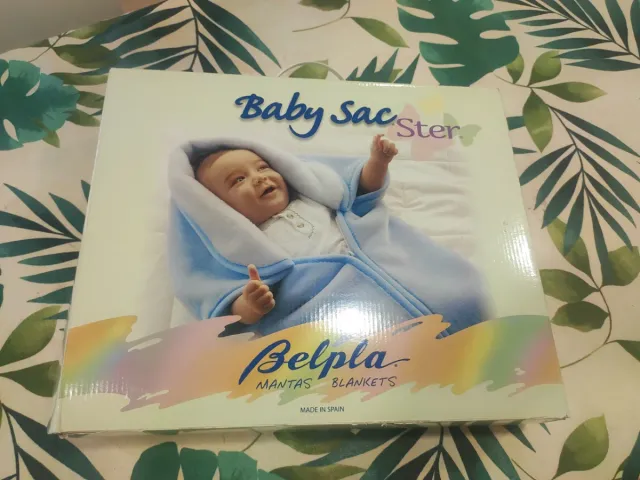 Baby Sac
Ster
Belpla
MANTAS BLANKETS
MADE IN SPAIN